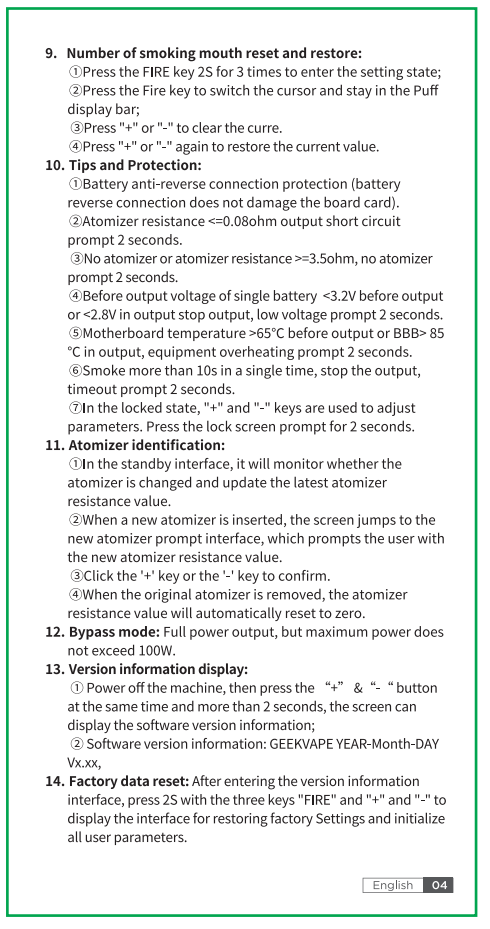 9. Number of smoking mouth reset and restore:
①Press the FIRE key 2S for 3 times to enter the setting state;
②Press the Fire key to switch the cursor and stay in the Puff
display bar;
③Press "+" or "-" to clear the curre.
④Press "+" or "-" again to restore the current value.
10. Tips and Protection:
①Battery anti-reverse connection protection (battery
reverse connection does not damage the board card).
②Atomizer resistance <=0.08ohm output short circuit
prompt 2 seconds.
③No atomizer or atomizer resistance >=3.5ohm, no atomizer
prompt 2 seconds.
④Before output voltage of single battery <3.2V before output
or <2.8V in output stop output, low voltage prompt 2 seconds.
⑤Motherboard temperature >65°C before output or BBB> 85
°C in output, equipment overheating prompt 2 seconds.
⑥Smoke more than 10s in a single time, stop the output,
timeout prompt 2 seconds.
⑦In the locked state, "+" and "-" keys are used to adjust
parameters. Press the lock screen prompt for 2 seconds.
11. Atomizer identification:
①In the standby interface, it will monitor whether the
atomizer is changed and update the latest atomizer
resistance value.
②When a new atomizer is inserted, the screen jumps to the
new atomizer prompt interface, which prompts the user with
the new atomizer resistance value.
③Click the '+' key or the '-' key to confirm.
④When the original atomizer is removed, the atomizer
resistance value will automatically reset to zero.
12. Bypass mode: Full power output, but maximum power does
not exceed 100W.
13. Version information display:
① Power off the machine, then press the “+” & “- “ button
at the same time and more than 2 seconds, the screen can
display the software version information;
② Software version information: GEEKVAPE YEAR-Month-DAY
Vx.xx,
14. Factory data reset: After entering the version information
interface, press 2S with the three keys "FIRE" and "+" and "-" to
display the interface for restoring factory Settings and initialize
all user parameters.
English 04